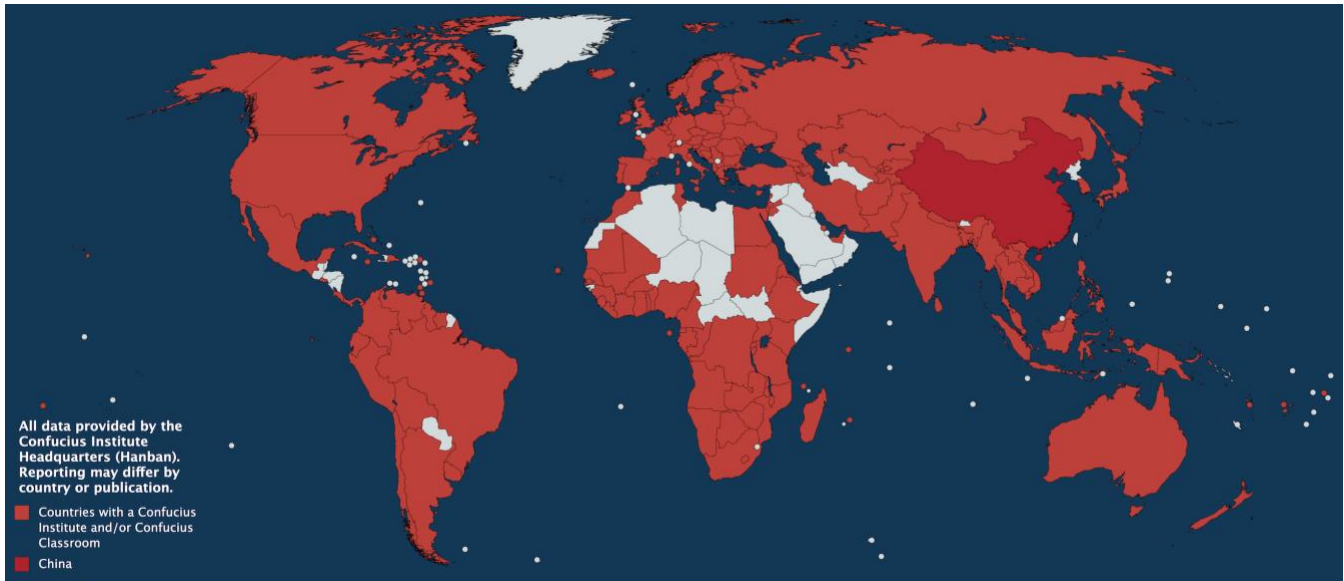 All data provided by the
Confucius Institute
Headquarters (Hanban).
Reporting may differ by
country or publication.
Countries with a Confucius
Institute and/or Confucius
Classroom
China